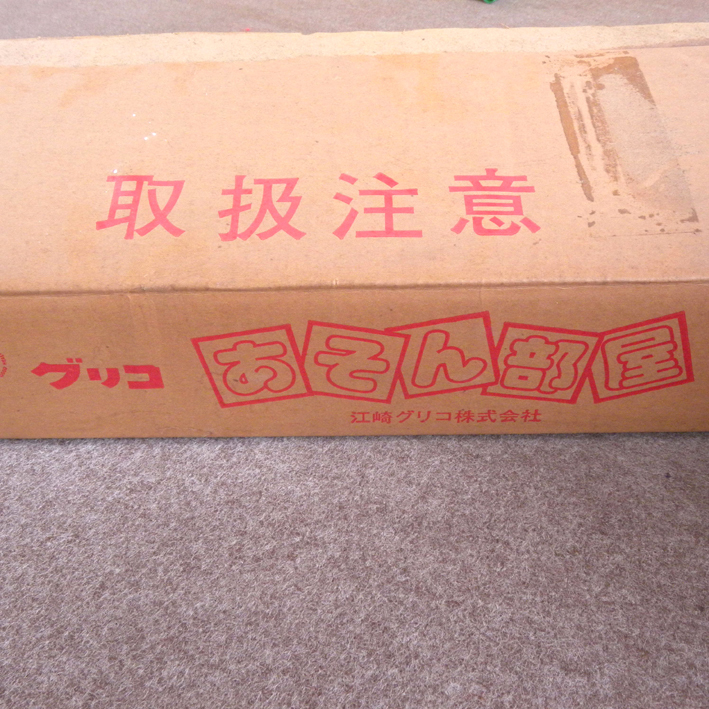 取扱注意
グリコ あそん部屋
江崎グリコ株式会社